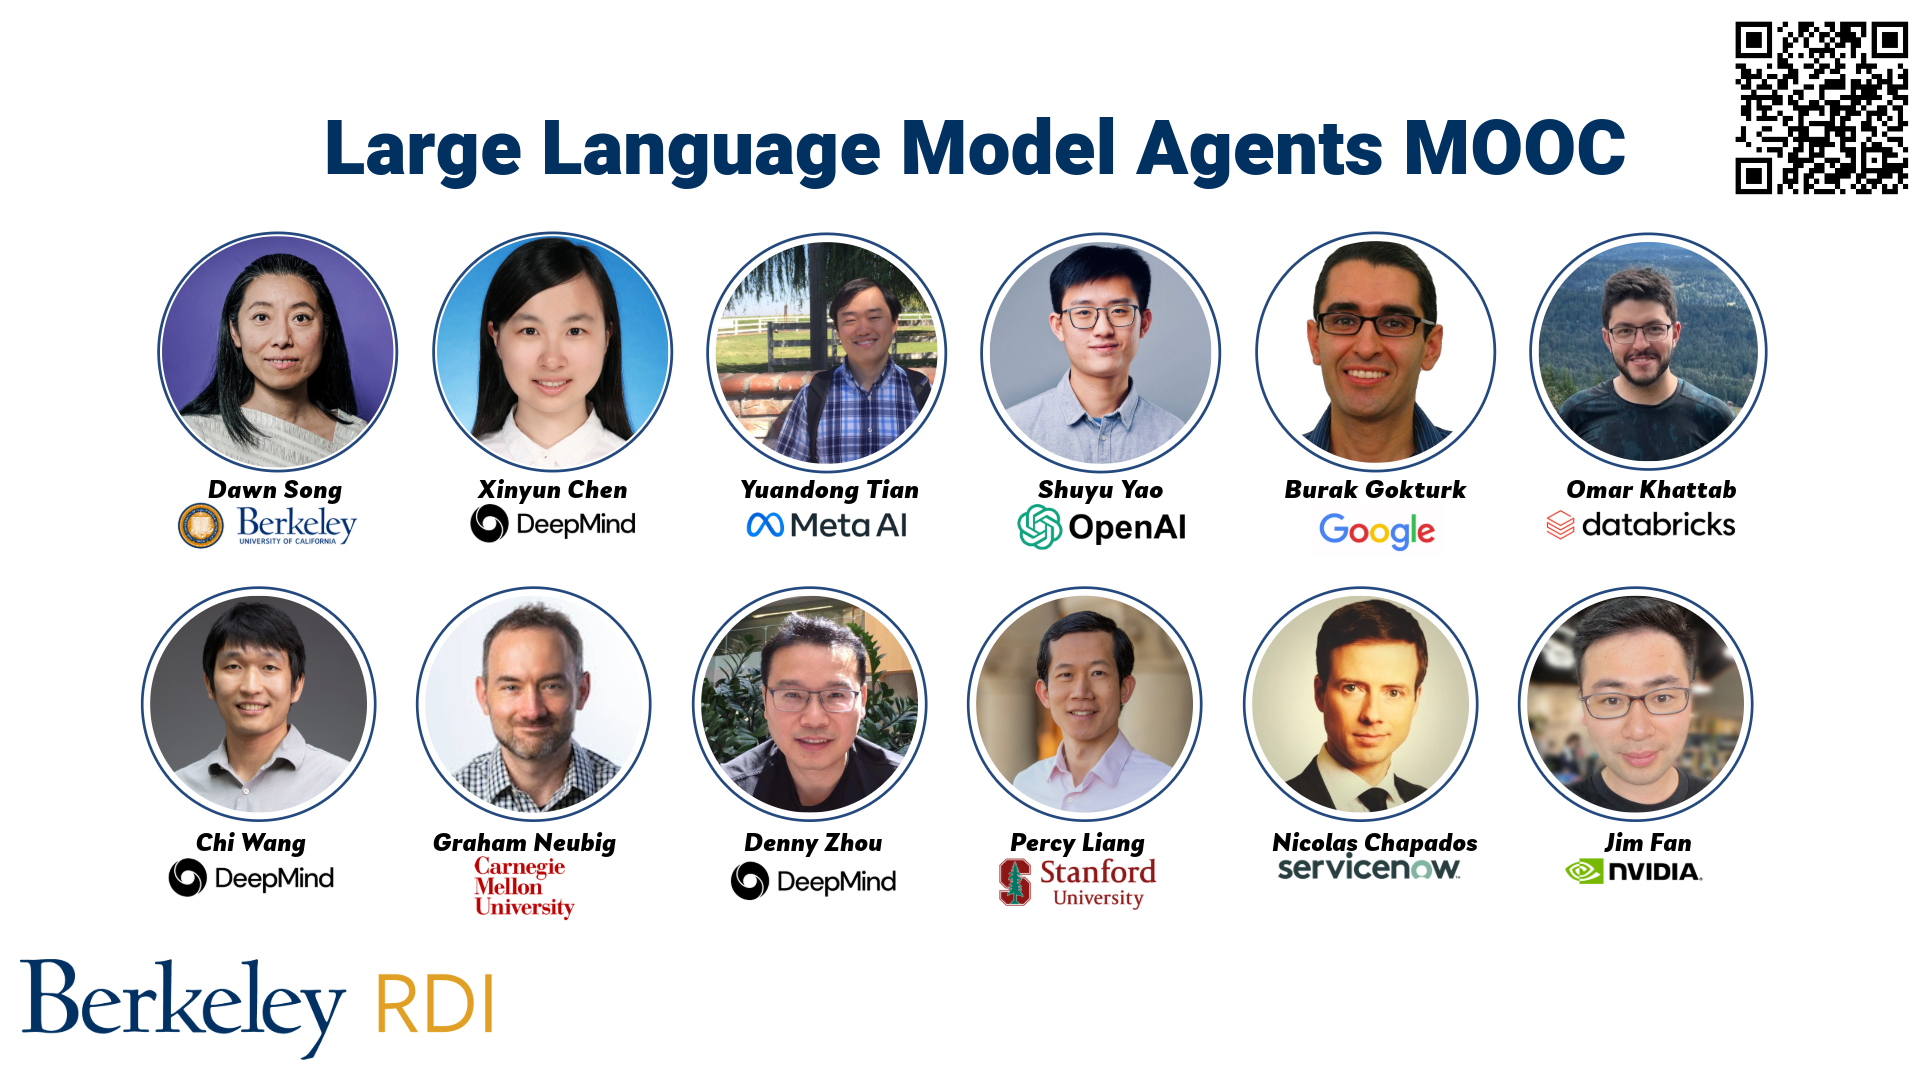 Large Language Model Agents MOOC
Dawn Song
Berkeley
UNIVERSITY OF CALIFORNIA
Xinyun Chen
DeepMind
Yuandong Tian
Meta AI
Shuyu Yao
OpenAI
Burak Gokturk
Google
Omar Khattab
databricks
Chi Wang
DeepMind
Graham Neubig
Carnegie
Mellon
University
Denny Zhou
DeepMind
Percy Liang
Stanford
University
Nicolas Chapados
servicenow
Jim Fan
NVIDIA
Berkeley RDI